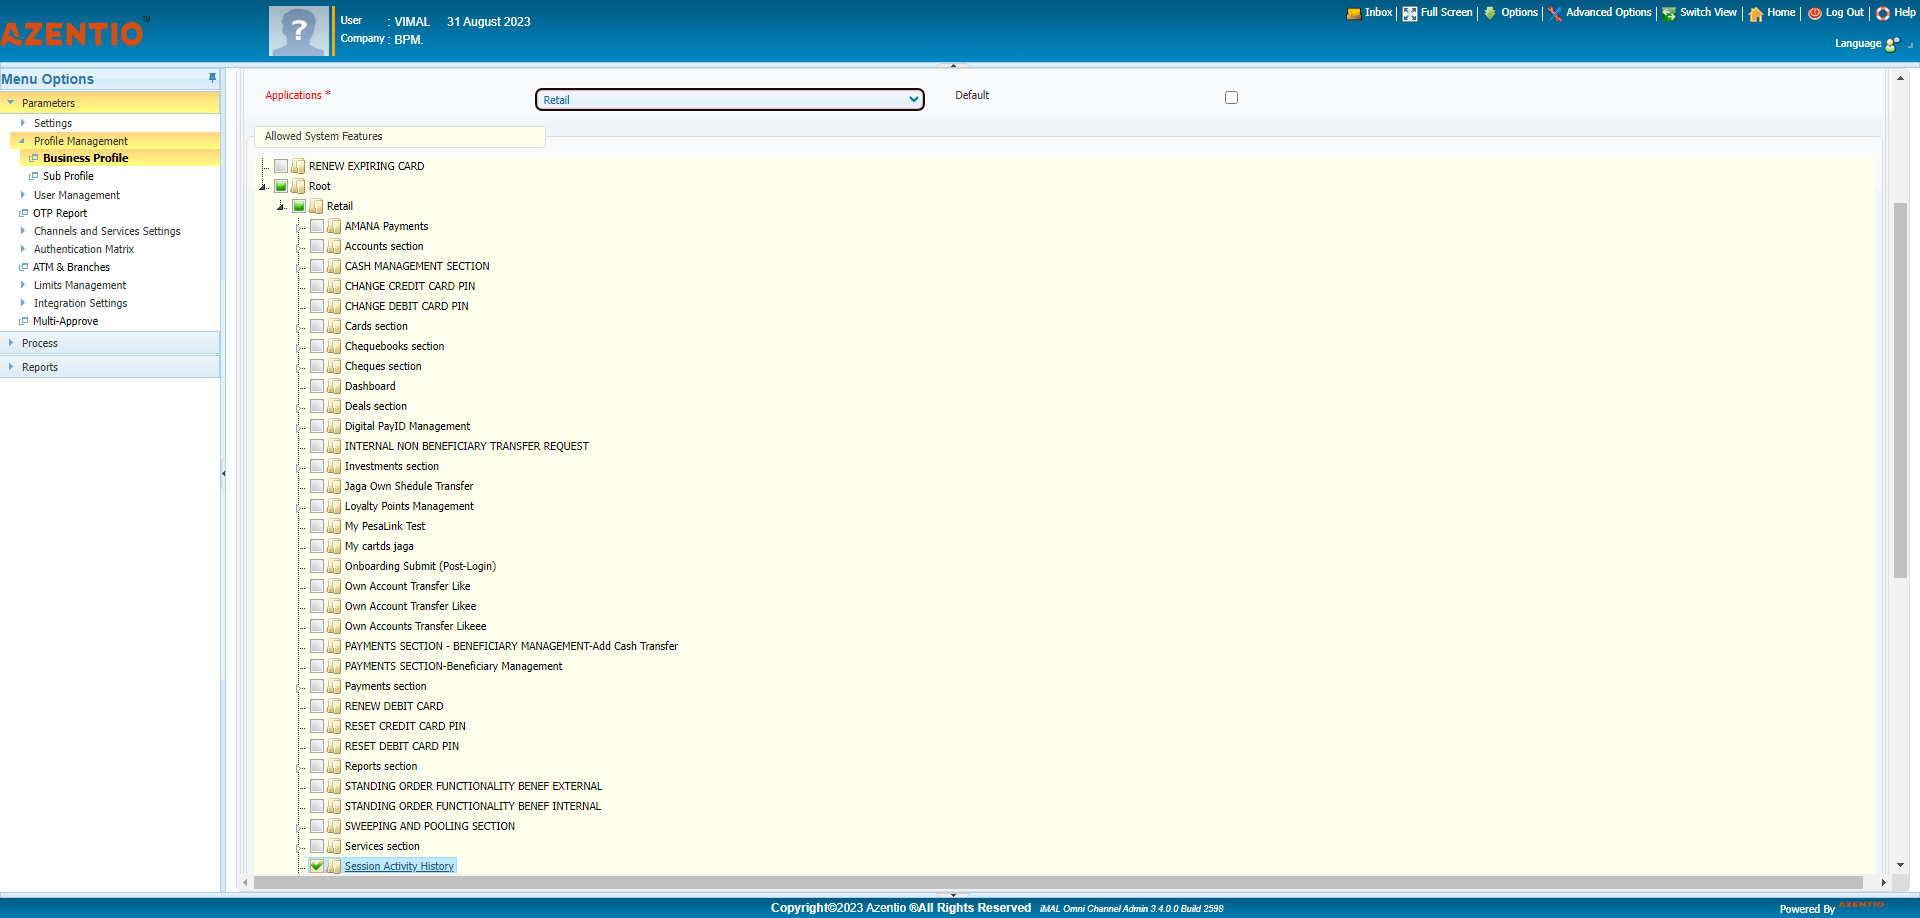 AZENTIO TM
User : VIMAL 31 August 2023
Company : BPM.
Inbox Full Screen Options Advanced Options Switch View Home Log Out Help
Language
Menu Options
Parameters
Settings
Profile Management
Business Profile
Sub Profile
User Management
OTP Report
Channels and Services Settings
Authentication Matrix
ATM & Branches
Limits Management
Integration Settings
Multi-Approve
Process
Reports
Applications * Retail Default
Allowed System Features
RENEW EXPIRING CARD
Root
Retail
AMANA Payments
Accounts section
CASH MANAGEMENT SECTION
CHANGE CREDIT CARD PIN
CHANGE DEBIT CARD PIN
Cards section
Chequebooks section
Cheques section
Dashboard
Deals section
Digital PayID Management
INTERNAL NON BENEFICIARY TRANSFER REQUEST
Investments section
Jaga Own Shedule Transfer
Loyalty Points Management
My PesaLink Test
My cartds jaga
Onboarding Submit (Post-Login)
Own Account Transfer Like
Own Account Transfer Likee
Own Accounts Transfer Likeee
PAYMENTS SECTION - BENEFICIARY MANAGEMENT-Add Cash Transfer
PAYMENTS SECTION-Beneficiary Management
Payments section
RENEW DEBIT CARD
RESET CREDIT CARD PIN
RESET DEBIT CARD PIN
Reports section
STANDING ORDER FUNCTIONALITY BENEF EXTERNAL
STANDING ORDER FUNCTIONALITY BENEF INTERNAL
SWEEPING AND POOLING SECTION
Services section
Session Activity History
Copyright©2023 Azentio ®All Rights Reserved iMAL Omni Channel Admin 3.4.0.0 Build 2598
Powered By AZENTIO